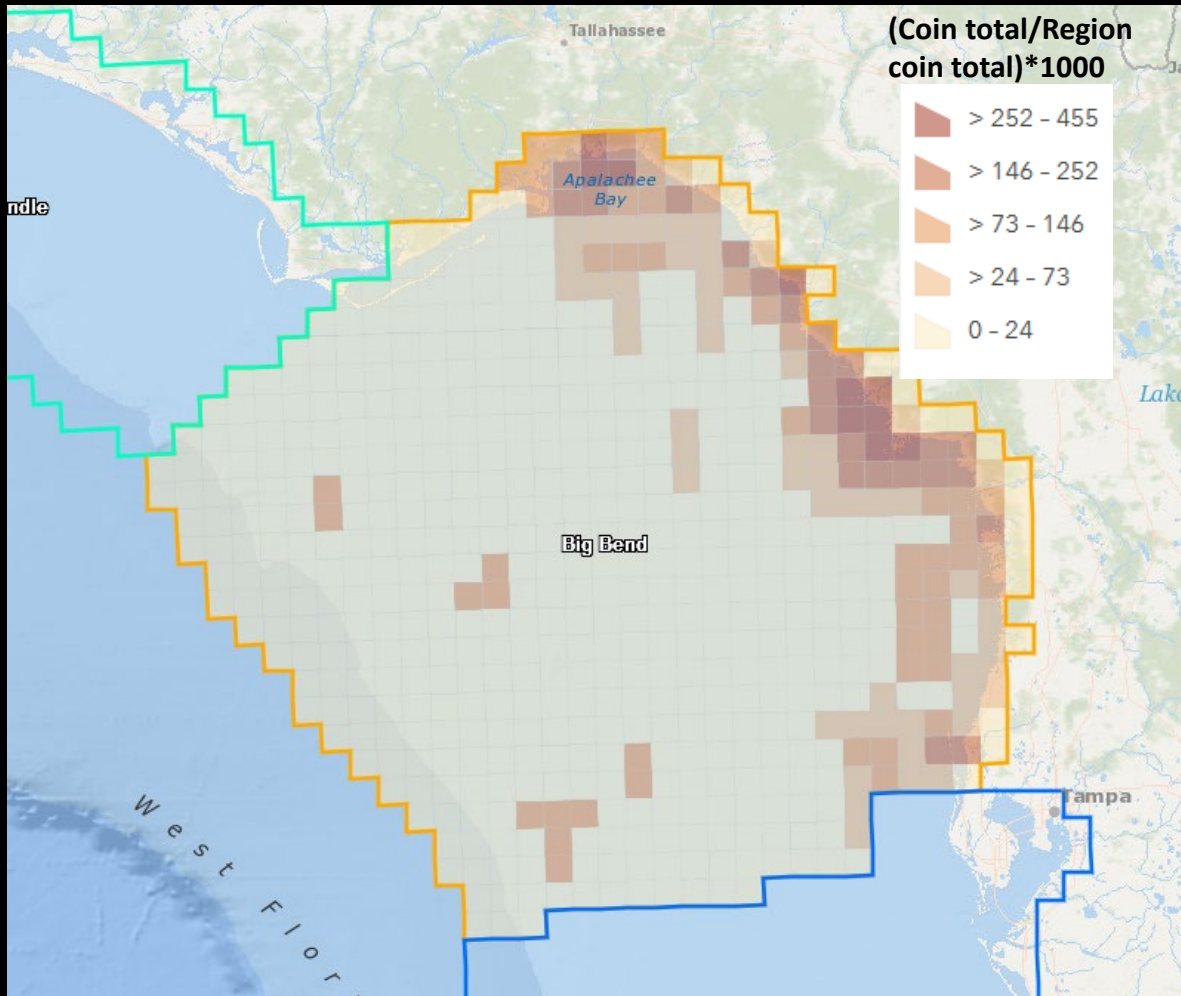 (Coin total/Region
coin total)*1000
> 252 - 455
> 146 - 252
> 73 - 146
> 24 - 73
0 - 24
Tallahassee
Ja
Apalachee
Bay
ndle
Lake
Big Bend
Tampa
West Flor